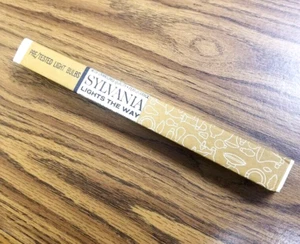 PRE/TESTED LIGHT BULBS
SYLVANIA
LIGHTS THE WAY